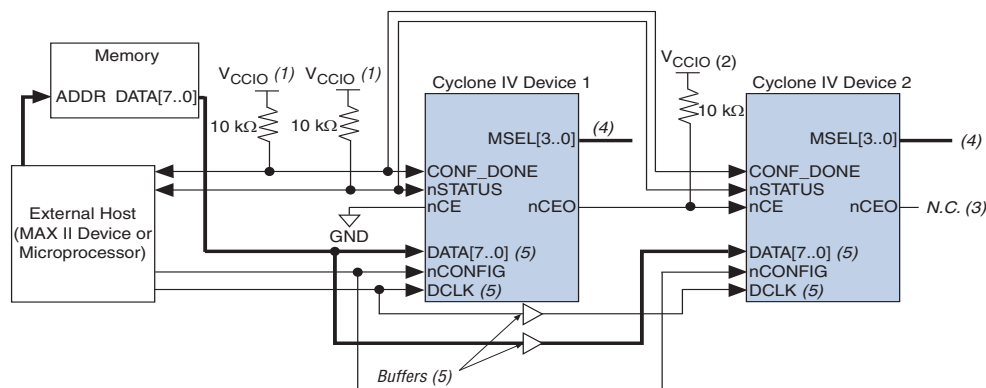 Memory
ADDR DATA[7..0]
VCCIO (1)
VCCIO (1)
10 kΩ
10 kΩ
Cyclone IV Device 1
MSEL[3..0]
(4)
CONF_DONE
nSTATUS
nCE
nCEO
GND
DATA[7..0] (5)
nCONFIG
DCLK (5)
External Host
(MAX II Device or
Microprocessor)
VCCIO (2)
10 kΩ
Cyclone IV Device 2
MSEL[3..0]
(4)
CONF_DONE
nSTATUS
nCE
nCEO
N.C. (3)
DATA[7..0] (5)
nCONFIG
DCLK (5)
Buffers (5)